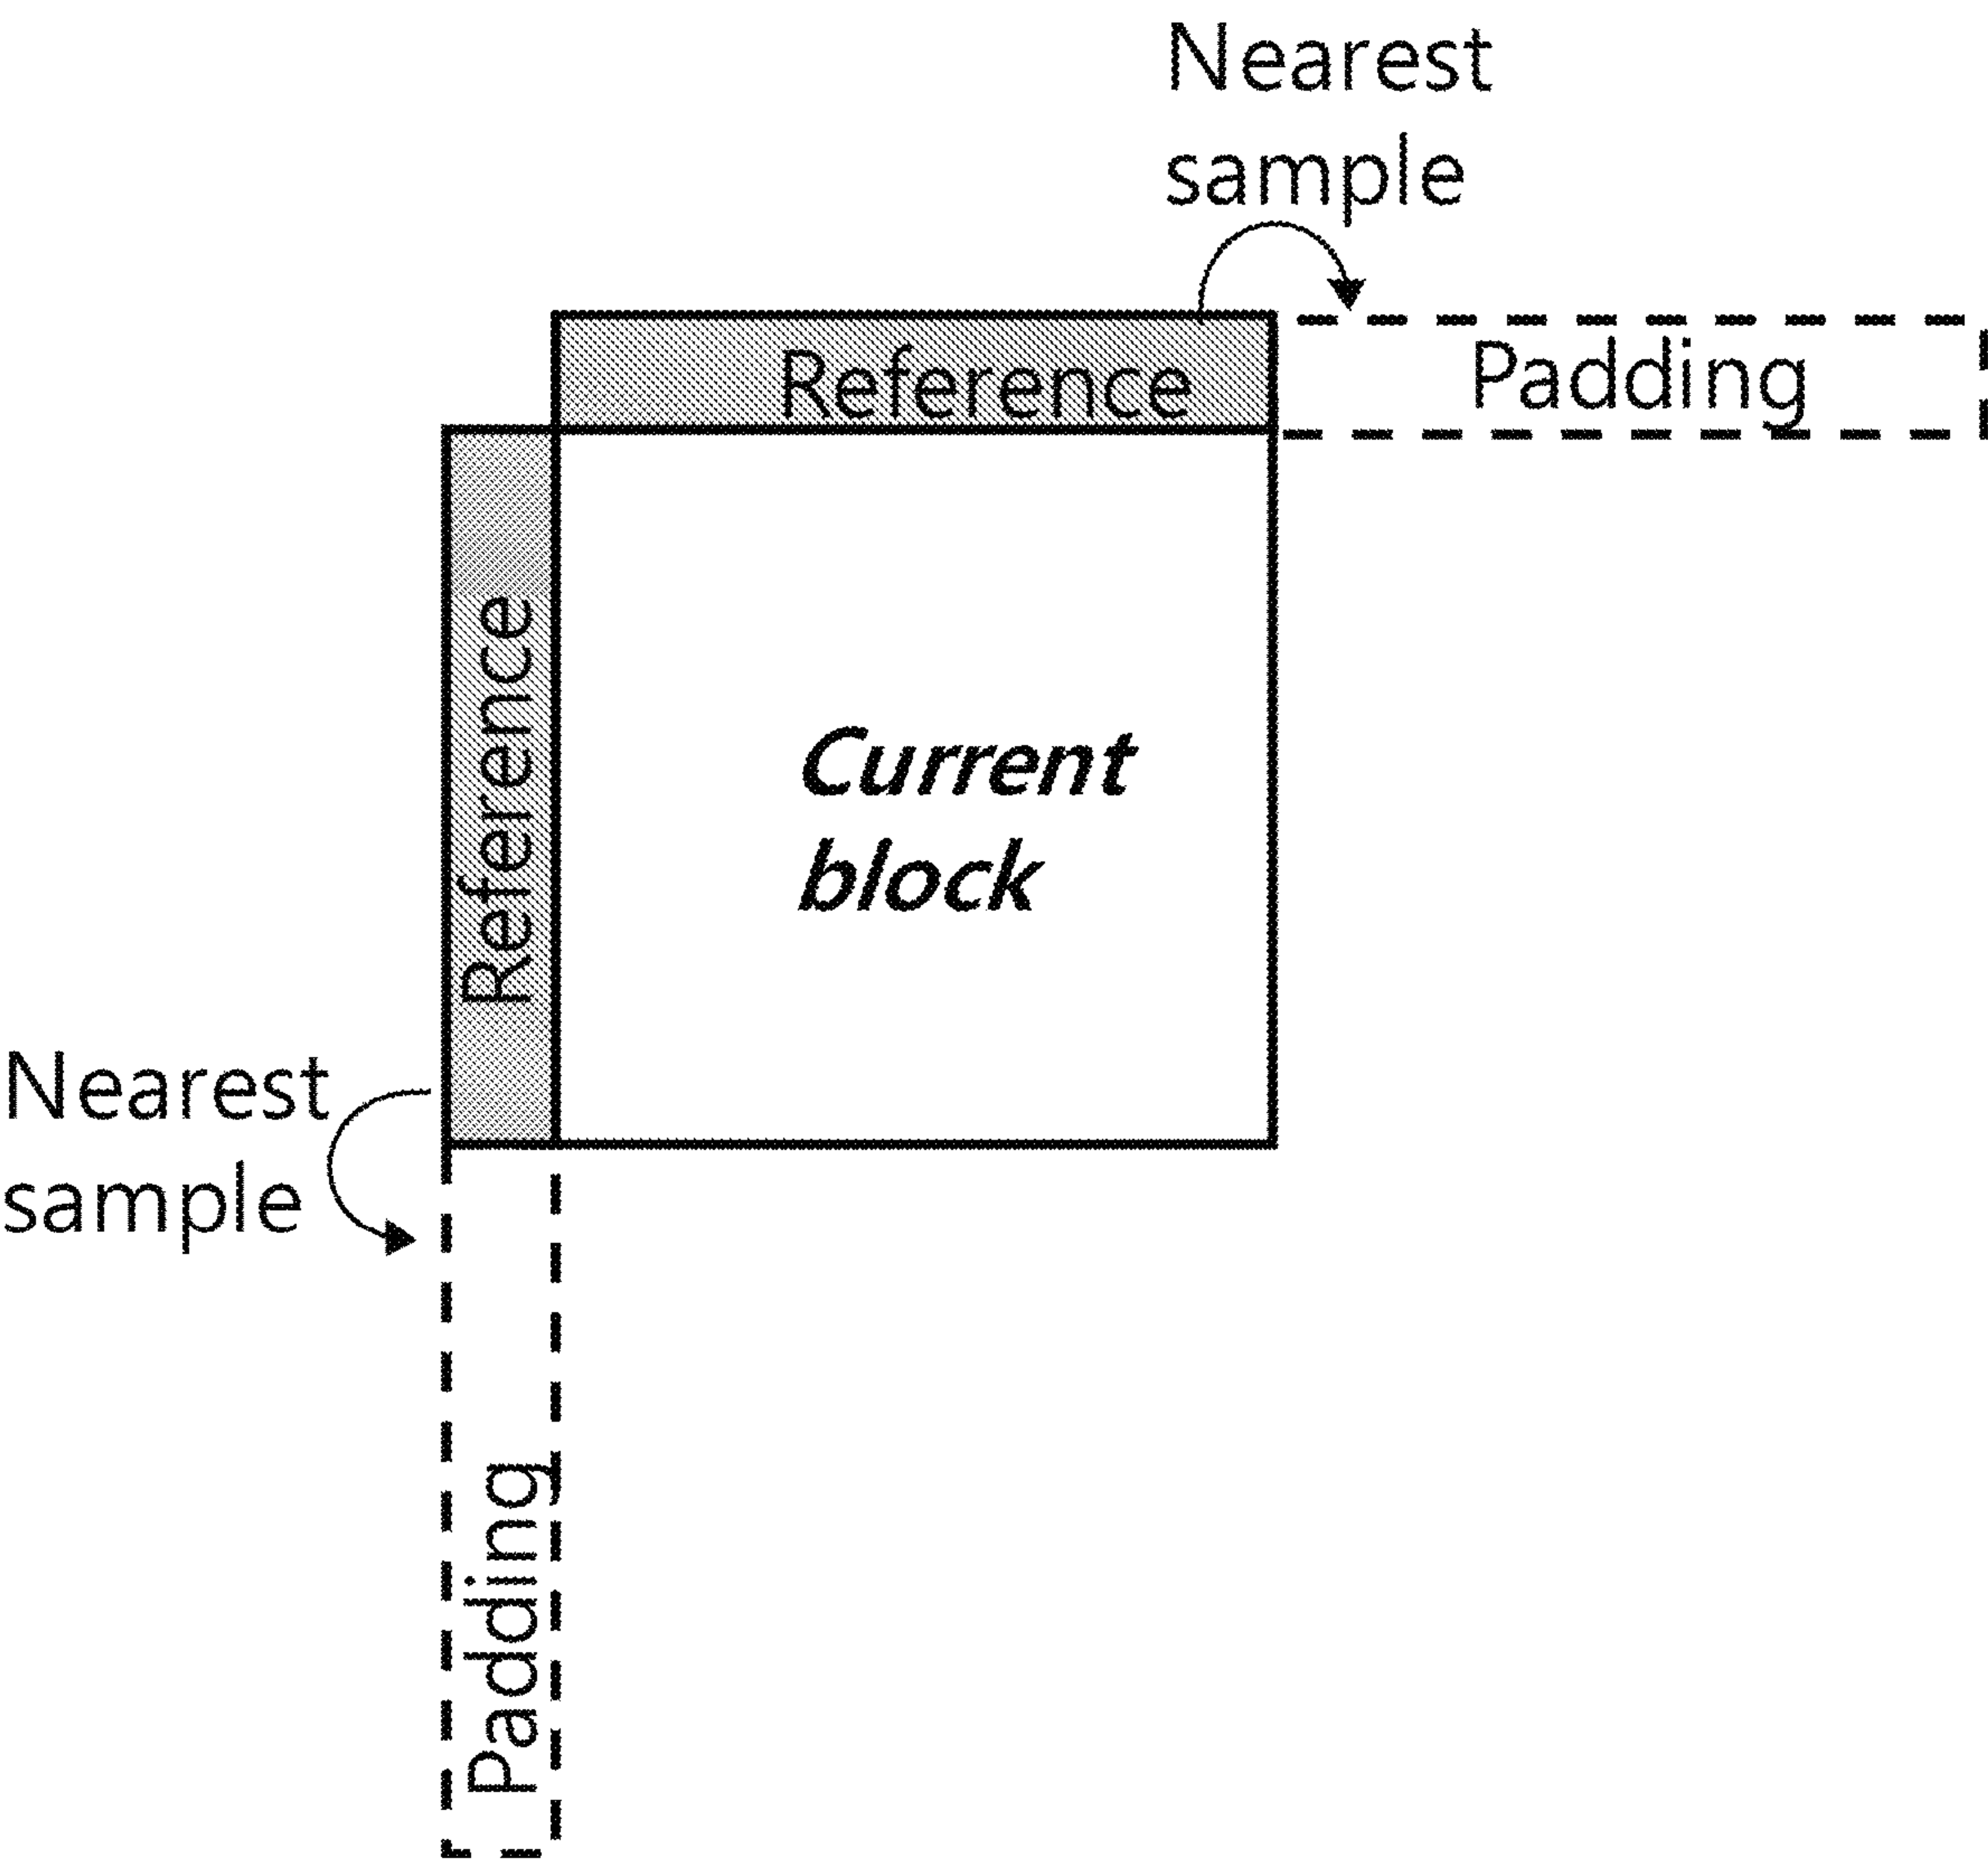 Nearest
sample
Reference
Padding
Reference
Current
block
Nearest
sample
Padding